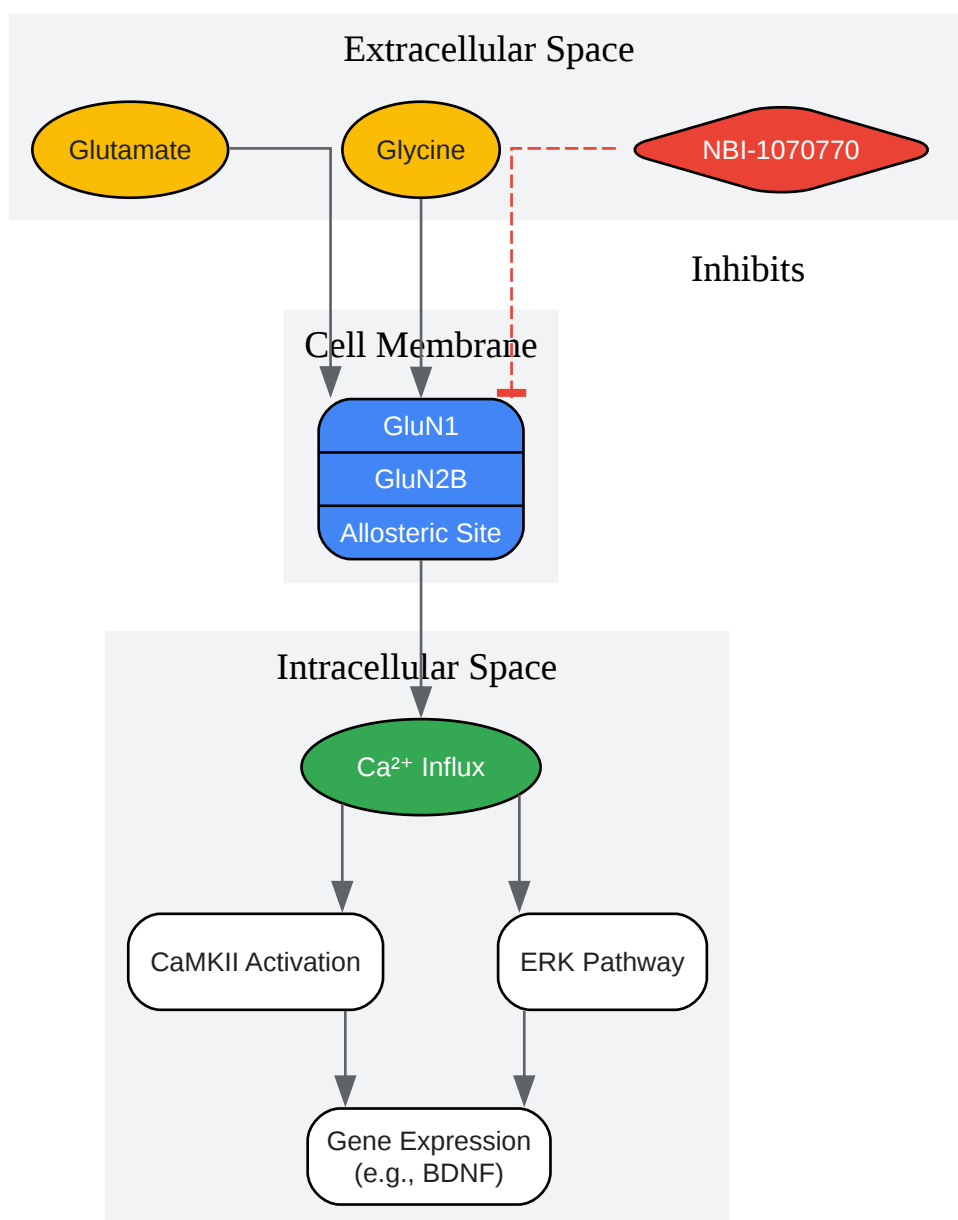 Extracellular Space
Glutamate
Glycine
NBI-1070770
Inhibits
Cell Membrane
GluN1
GluN2B
Allosteric Site
Intracellular Space
Ca²⁺ Influx
CaMKII Activation
ERK Pathway
Gene Expression
(e.g., BDNF)